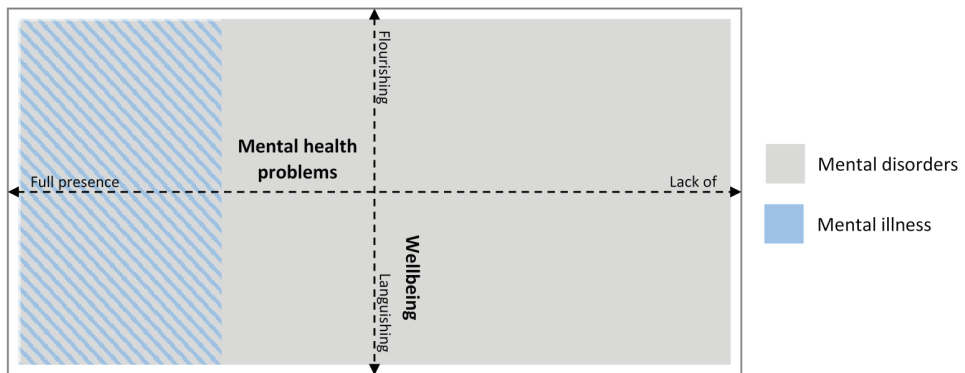 Flourishing
Mental health
problems
Full presence
Lack of
Wellbeing
Languishing
Mental disorders
Mental illness